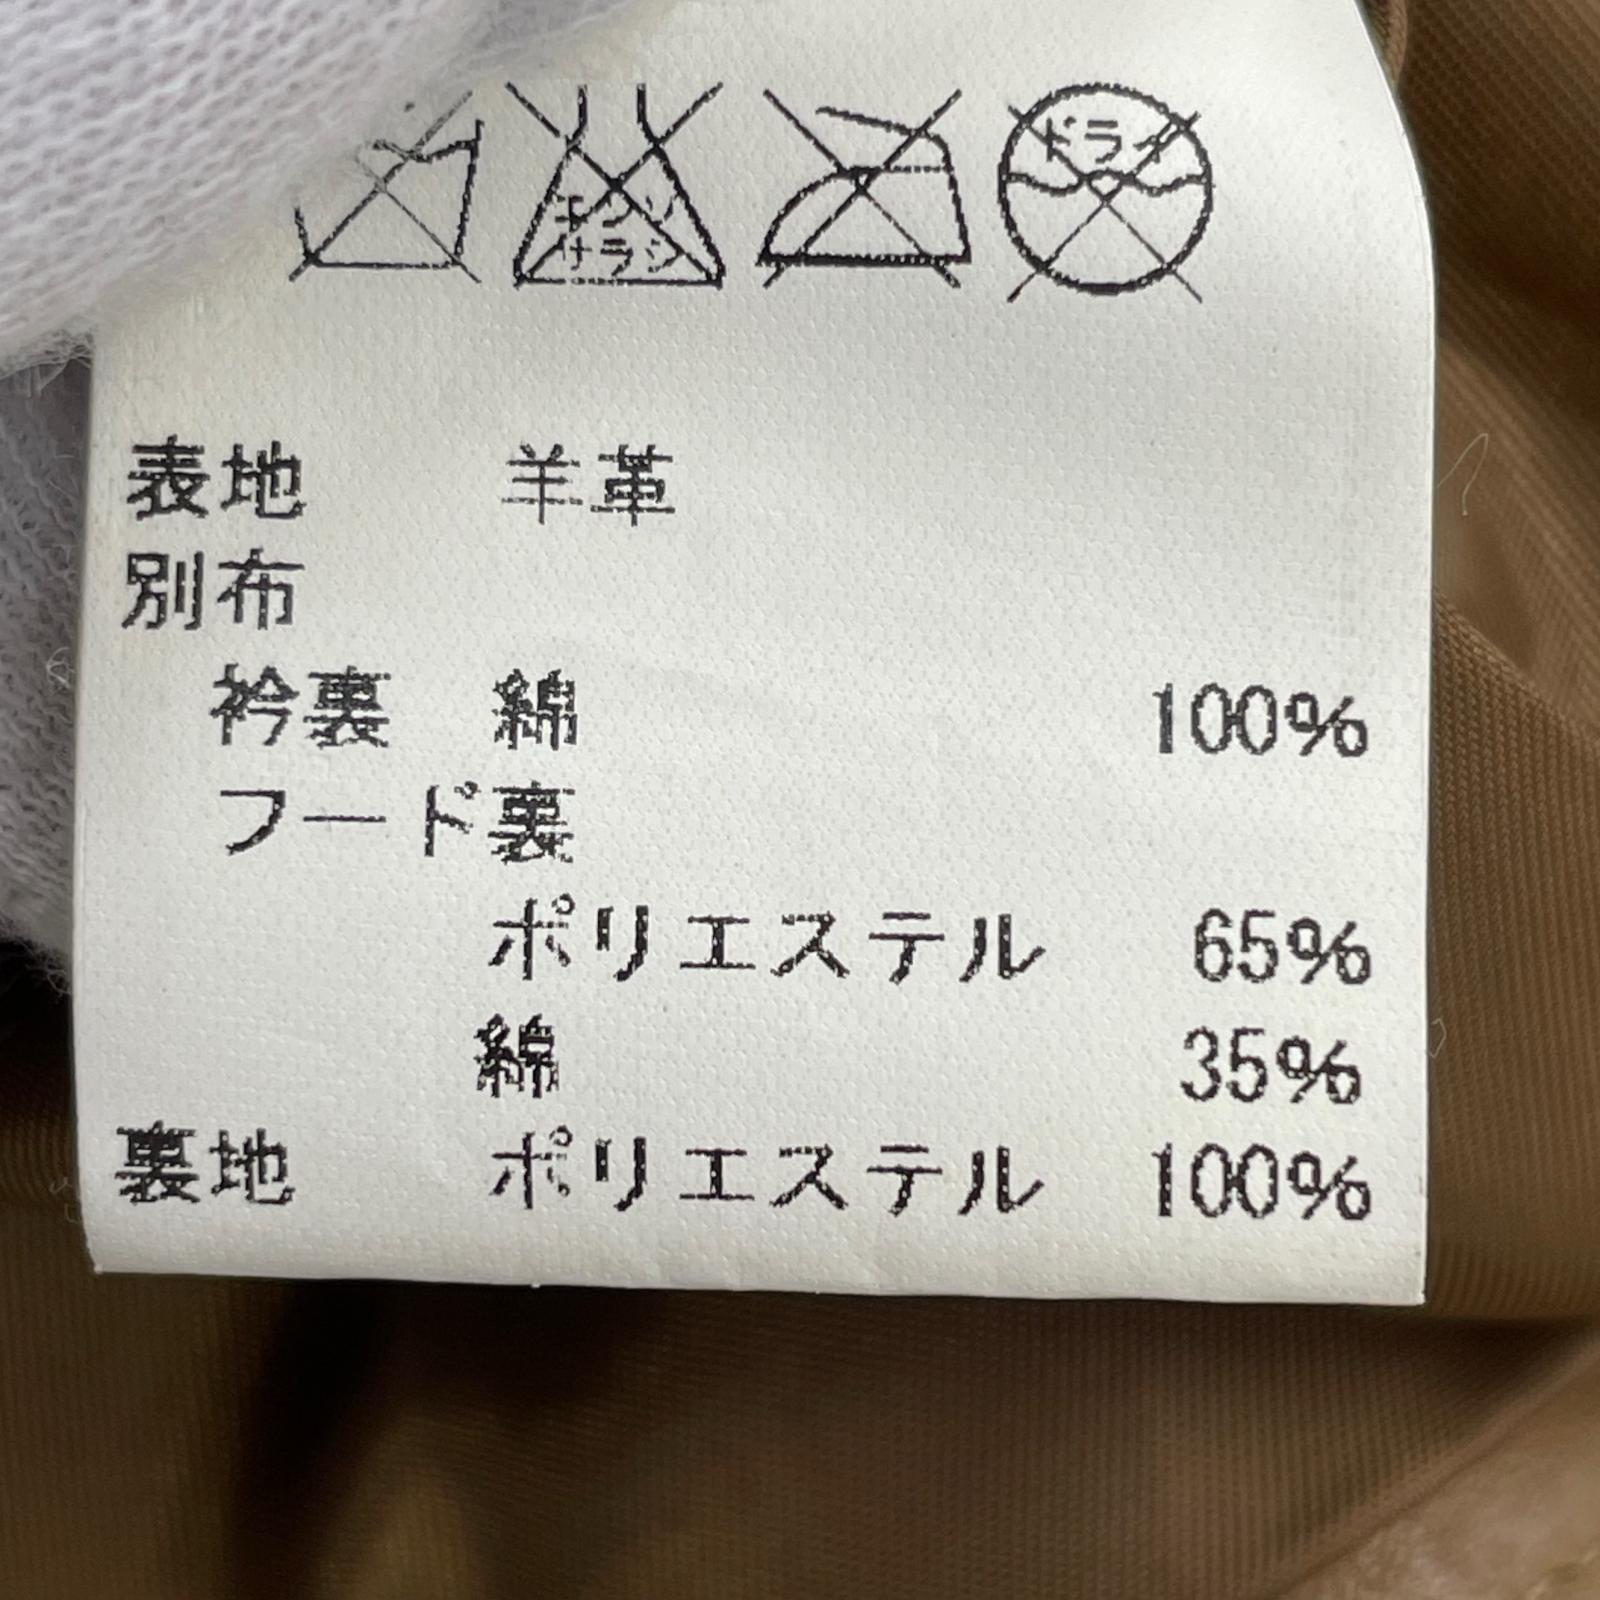 エンソ
サラシ
ドライ
表地 羊革
別布
衿裏 綿 100%
フード裏
ポリエステル 65%
綿 35%
裏地 ポリエステル 100%